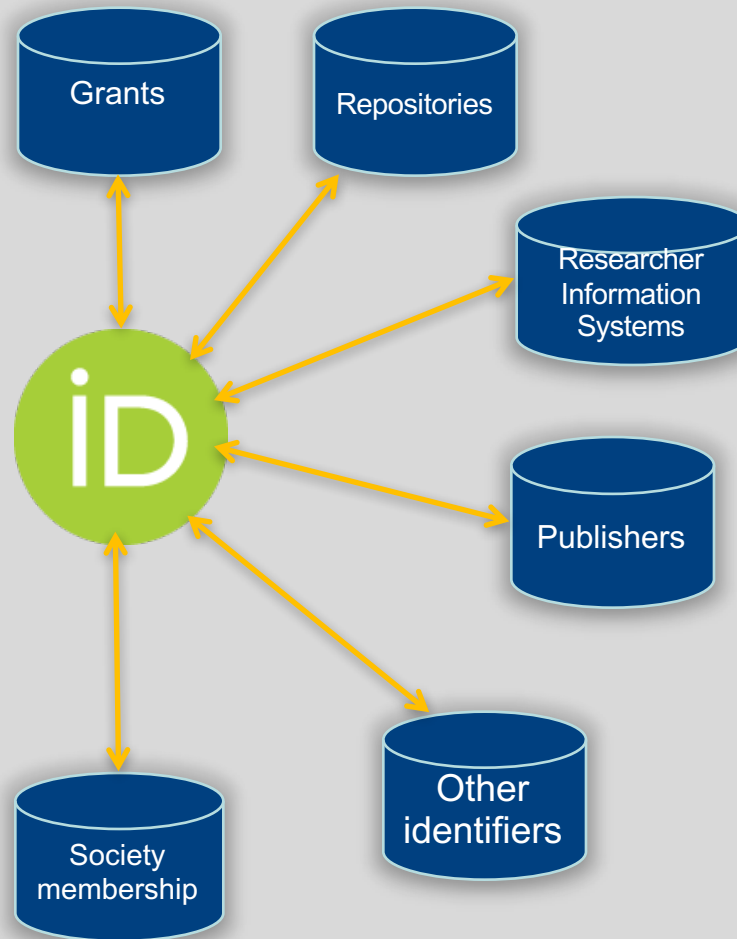 Grants
Repositories
Researcher
Information
Systems
iD
Publishers
Other
identifiers
Society
membership